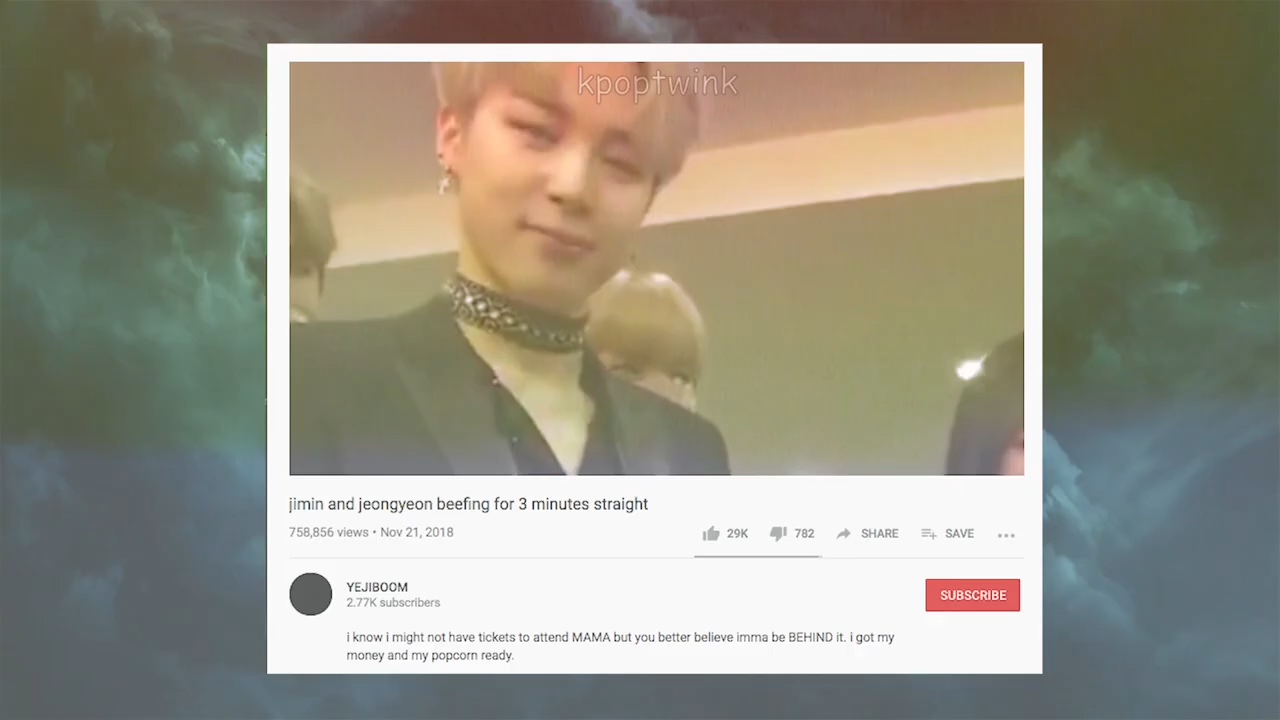 kpoptwink
jimin and jeongyeon beefing for 3 minutes straight
758,856 views • Nov 21, 2018
29K
782
SHARE
SAVE
YEJIBOOM
2.77K subscribers
SUBSCRIBE
i know i might not have tickets to attend MAMA but you better believe imma be BEHIND it. i got my
money and my popcorn ready.